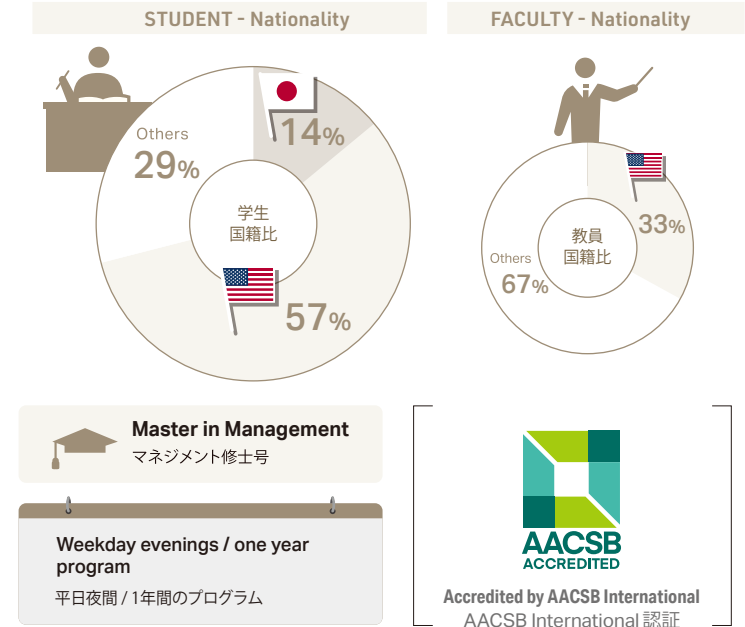 STUDENT - Nationality
14%
Others
29%
学生
国籍比
57%
FACULTY - Nationality
33%
教員
国籍比
Others
67%
Master in Management
マネジメント修士号
Weekday evenings / one year
program
平日夜間 / 1年間のプログラム
AACSB
ACCREDITED
Accredited by AACSB International
AACSB International 認証